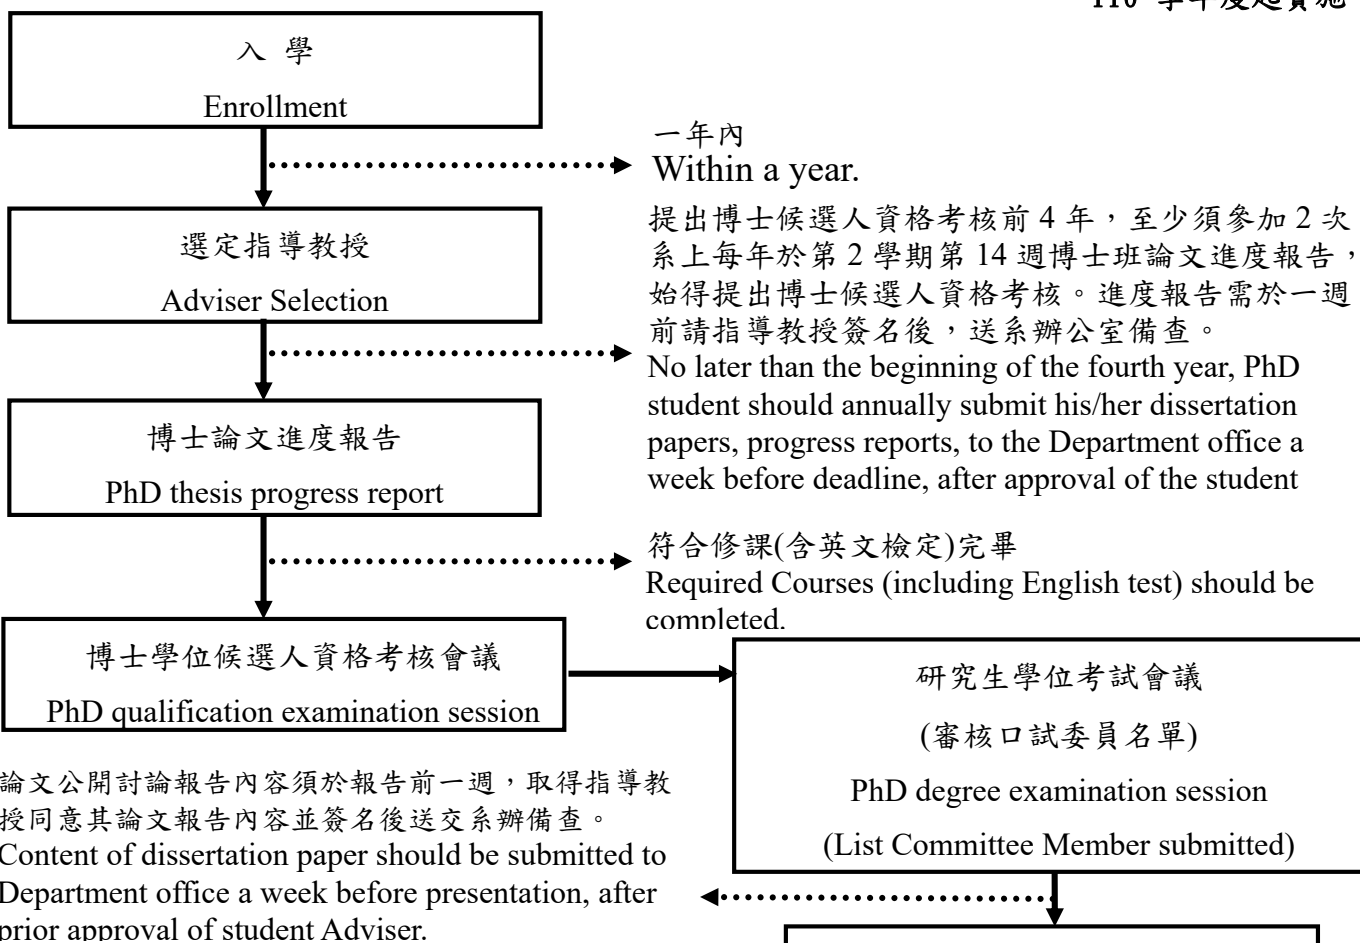 110 學年度起實施
入 學
Enrollment
一年內
Within a year.
選定指導教授
Adviser Selection
提出博士候選人資格考核前 4 年，至少須參加 2 次
系上每年於第 2 學期第 14 週博士班論文進度報告，
始得提出博士候選人資格考核。進度報告需於一週
前請指導教授簽名後，送系辦公室備查。
No later than the beginning of the fourth year, PhD
student should annually submit his/her dissertation
papers, progress reports, to the Department office a
week before deadline, after approval of the student
博士論文進度報告
PhD thesis progress report
符合修課(含英文檢定)完畢
Required Courses (including English test) should be
completed.
博士學位候選人資格考核會議
PhD qualification examination session
研究生學位考試會議
(審核口試委員名單)
PhD degree examination session
(List Committee Member submitted)
論文公開討論報告內容須於報告前一週，取得指導教
授同意其論文報告內容並簽名後送交系辦備查。
Content of dissertation paper should be submitted to
Department office a week before presentation, after
prior approval of student Adviser.